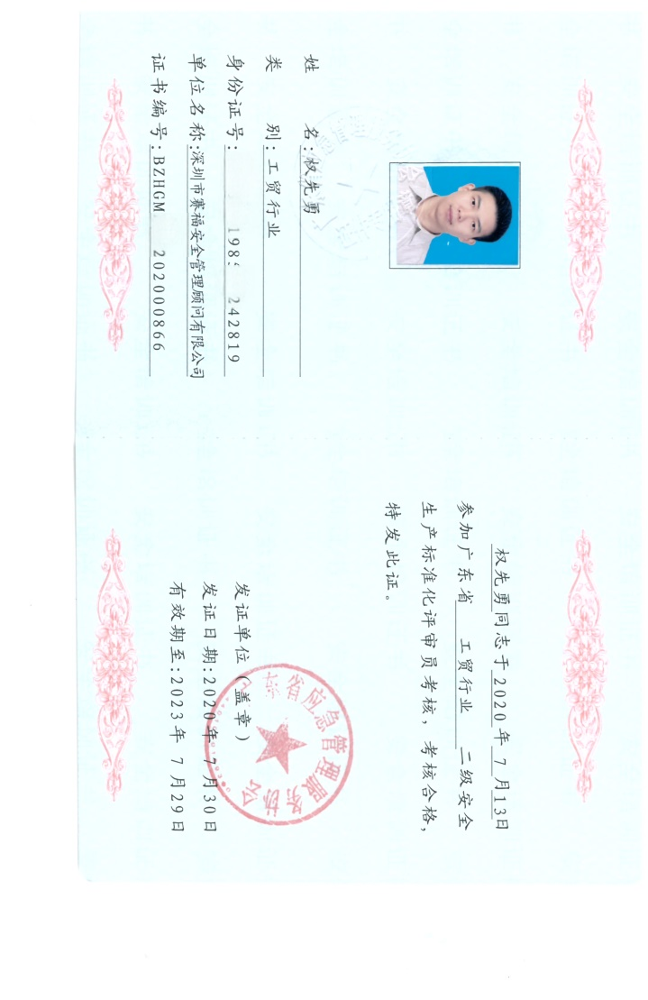 姓 名:权先勇
类 别:工贸行业
身份证号: 198 242819
单位名称:深圳市赛福安全管理顾问有限公司
证书编号:BZHGM 202000866
权先勇同志于2020年 7 月13日
参加广东省 工贸行业 二级安全
生产标准化评审员考核，考核合格，
特发此证。
发证单位（盖章）
发证日期:2020年 7 月30日
有效期至:2023年 7 月29日
东省应急管理服务协会